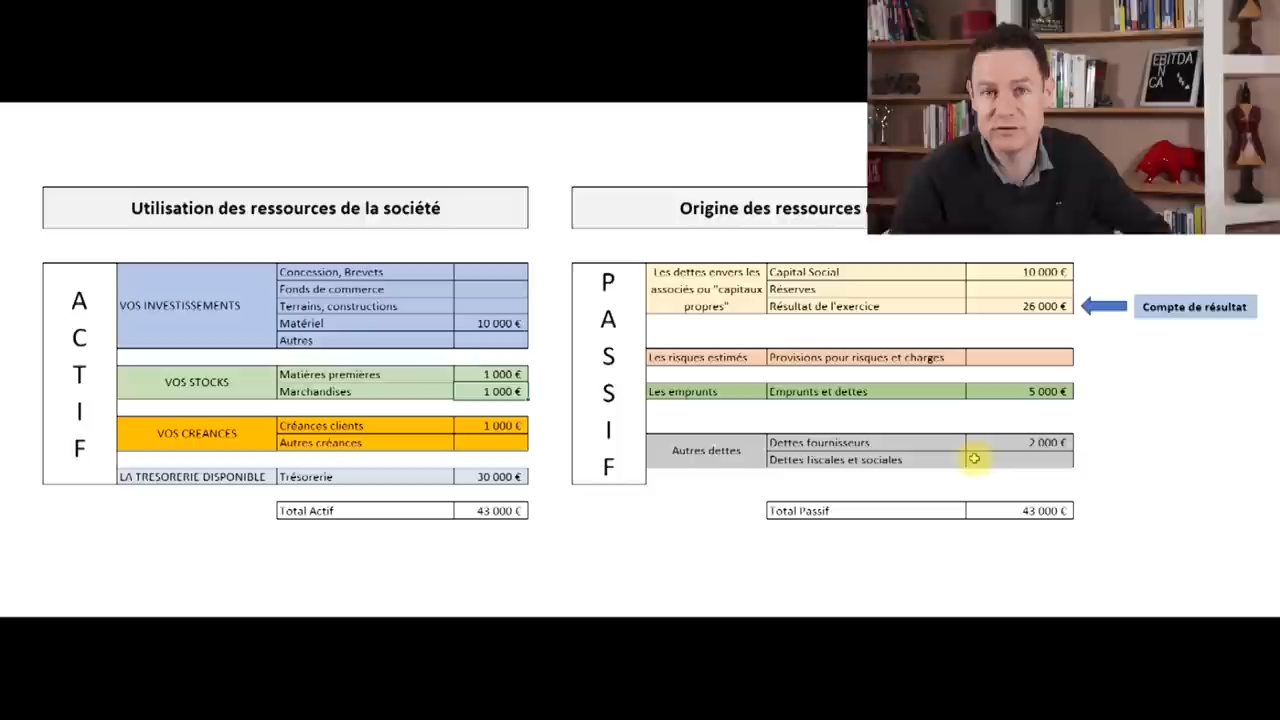 EBITDA
N
CA
Utilisation des ressources de la société
Origine des ressources
A
C
T
I
F
VOS INVESTISSEMENTS
Concession, Brevets
Fonds de commerce
Terrains, constructions
Matériel 10 000 €
Autres
VOS STOCKS
Matières premières 1 000 €
Marchandises 1 000 €
VOS CREANCES
Créances clients 1 000 €
Autres créances
LA TRESORERIE DISPONIBLE Trésorerie 30 000 €
Total Actif 43 000 €
P
A
S
S
I
F
Les dettes envers les
associés ou "capitaux
propres"
Capital Social 10 000 €
Réserves
Résultat de l'exercice 26 000 €
Compte de résultat
Les risques estimés Provisions pour risques et charges
Les emprunts Emprunts et dettes 5 000 €
Autres dettes
Dettes fournisseurs 2 000 €
Dettes fiscales et sociales
Total Passif 43 000 €